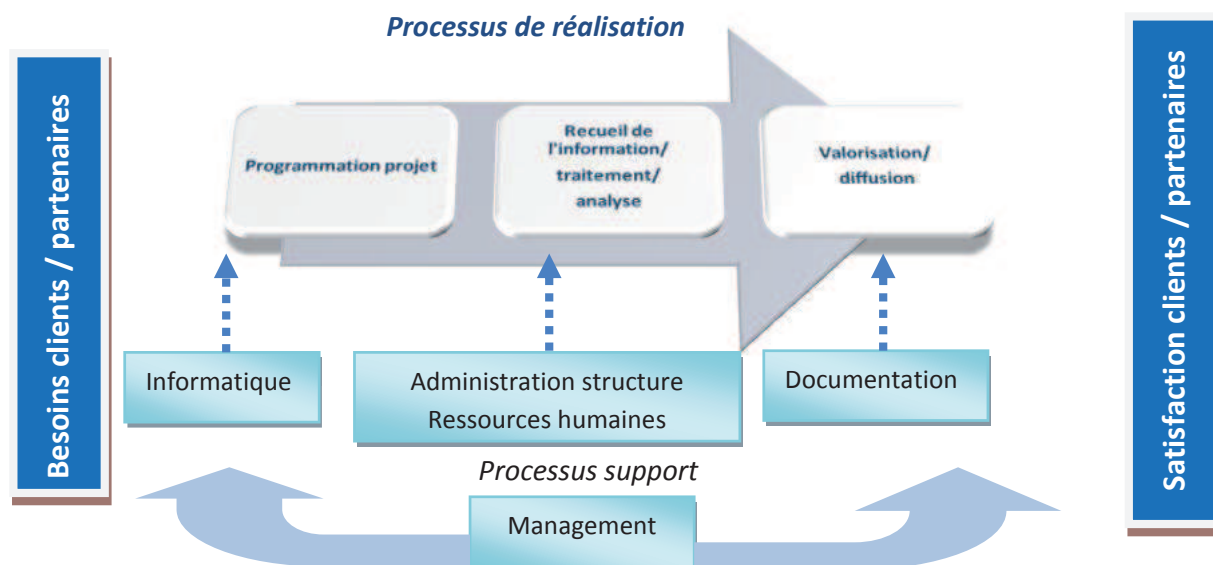 Processus de réalisation
Besoins clients / partenaires
Programmation projet
Recueil de
l'information/
traitement/
analyse
Valorisation/
diffusion
Satisfaction clients / partenaires
Informatique
Administration structure
Ressources humaines
Documentation
Processus support
Management